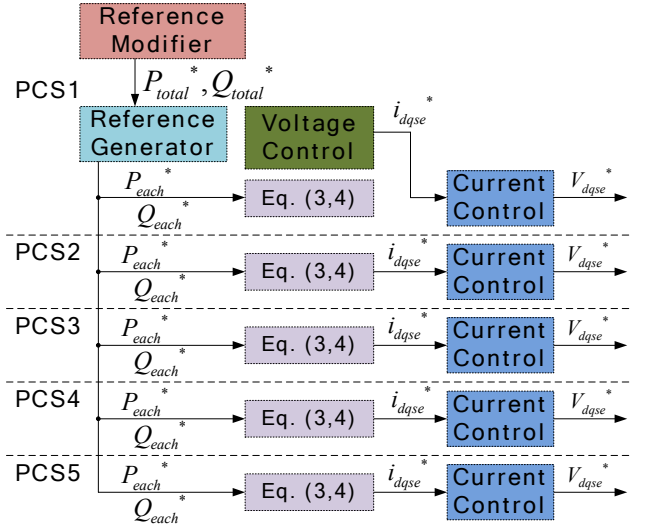 Reference
Modifier
PCS1
P_total*, Q_total*
Reference
Generator
Voltage
Control
i_dqse*
P_each*
Q_each*
Eq. (3,4)
Current
Control
V_dqse*
PCS2
P_each*
Q_each*
Eq. (3,4)
i_dqse*
Current
Control
V_dqse*
PCS3
P_each*
Q_each*
Eq. (3,4)
i_dqse*
Current
Control
V_dqse*
PCS4
P_each*
Q_each*
Eq. (3,4)
i_dqse*
Current
Control
V_dqse*
PCS5
P_each*
Q_each*
Eq. (3,4)
i_dqse*
Current
Control
V_dqse*